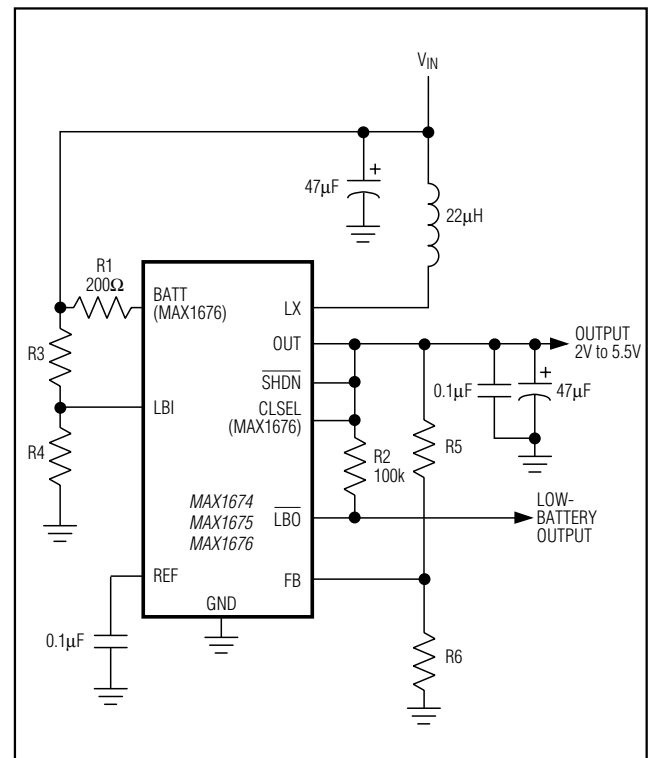 VIN
+
47µF
22µH
R1
200Ω
BATT
(MAX1676)
LX
OUT
OUTPUT
2V to 5.5V
R3
SHDN
0.1µF
+
47µF
LBI
CLSEL
(MAX1676)
R5
R4
R2
100k
MAX1674
MAX1675
MAX1676
LBO
LOW-
BATTERY
OUTPUT
REF
FB
GND
0.1µF
R6